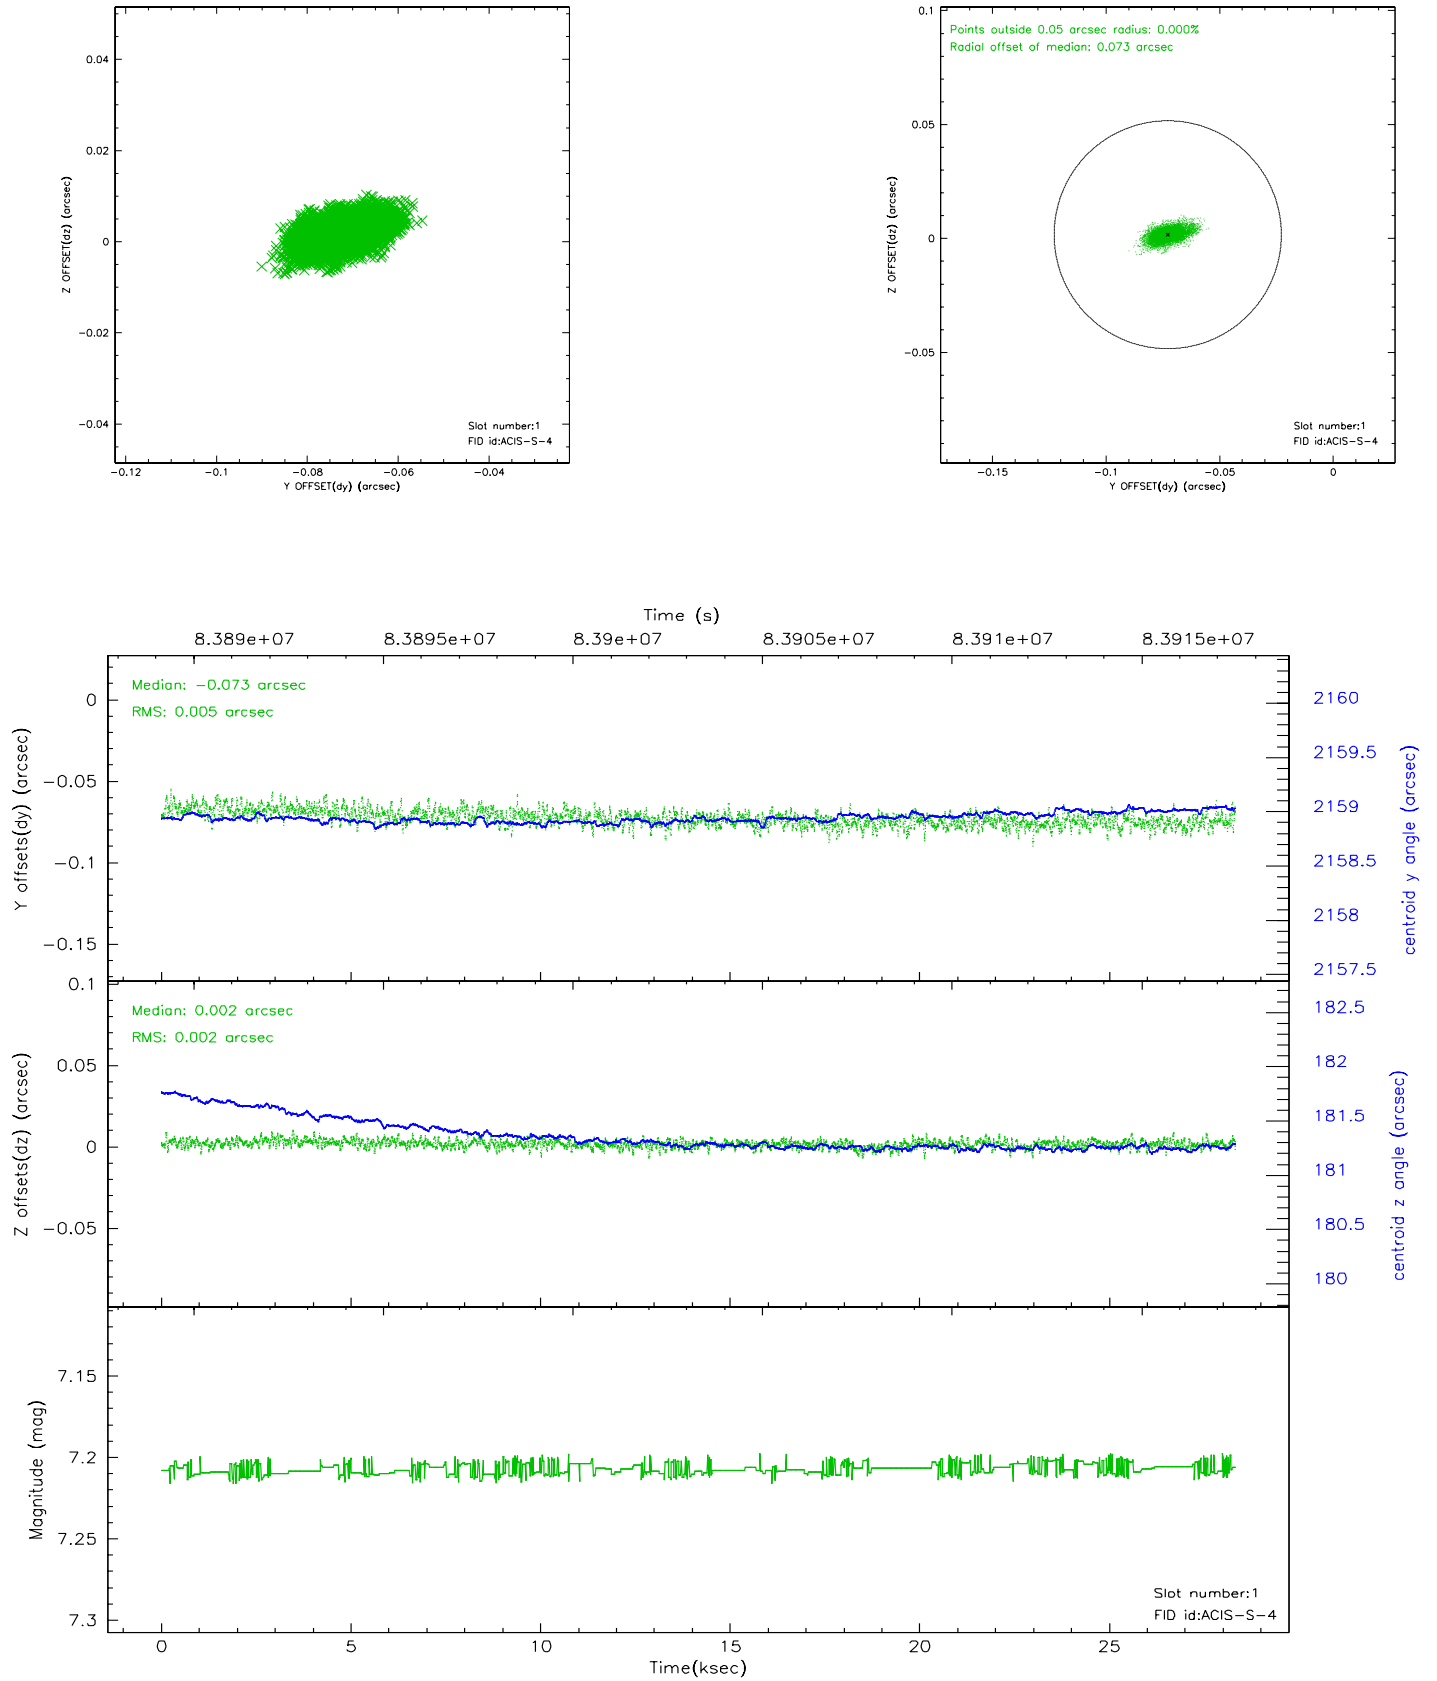 0.04
0.02
0
−0.02
−0.04
Z OFFSET(dz) (arcsec)
Slot number:1
FID id:ACIS−S−4
−0.12 −0.1 −0.08 −0.06 −0.04
Y OFFSET(dy) (arcsec)
0.1
0.05
0
−0.05
Z OFFSET(dz) (arcsec)
Points outside 0.05 arcsec radius: 0.000%
Radial offset of median: 0.073 arcsec
Slot number:1
FID id:ACIS−S−4
−0.15 −0.1 −0.05 0
Y OFFSET(dy) (arcsec)
Time (s)
8.389e+07 8.3895e+07 8.39e+07 8.3905e+07 8.391e+07 8.3915e+07
Median: −0.073 arcsec
RMS: 0.005 arcsec
0
−0.05
−0.1
−0.15
Y offsets(dy) (arcsec)
2160
2159.5
2159
2158.5
2158
2157.5
centroid y angle (arcsec)
Median: 0.002 arcsec
RMS: 0.002 arcsec
0.1
0.05
0
−0.05
Z offsets(dz) (arcsec)
182.5
182
181.5
181
180.5
180
centroid z angle (arcsec)
7.15
7.2
7.25
7.3
Magnitude (mag)
Slot number:1
FID id:ACIS−S−4
0 5 10 15 20 25
Time(ksec)